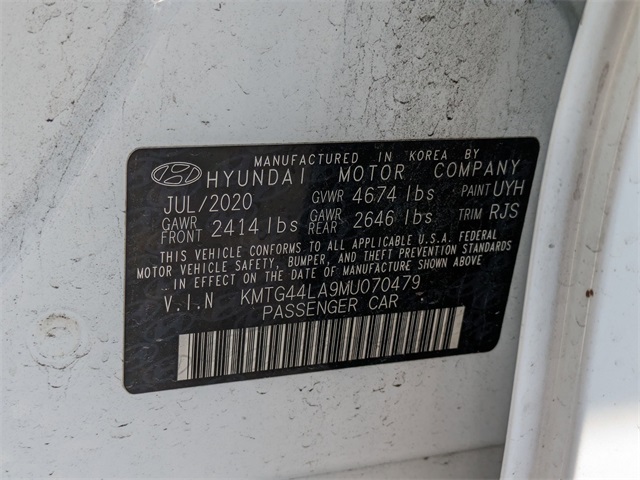 MANUFACTURED IN KOREA BY
HYUNDAI MOTOR COMPANY
JUL/2020 GVWR 4674 lbs PAINT UYH
GAWR FRONT 2414 lbs GAWR REAR 2646 lbs TRIM RJS
THIS VEHICLE CONFORMS TO ALL APPLICABLE U.S.A. FEDERAL
MOTOR VEHICLE SAFETY, BUMPER, AND THEFT PREVENTION STANDARDS
IN EFFECT ON THE DATE OF MANUFACTURE SHOWN ABOVE
V.I.N KMTG44LA9MU070479
PASSENGER CAR